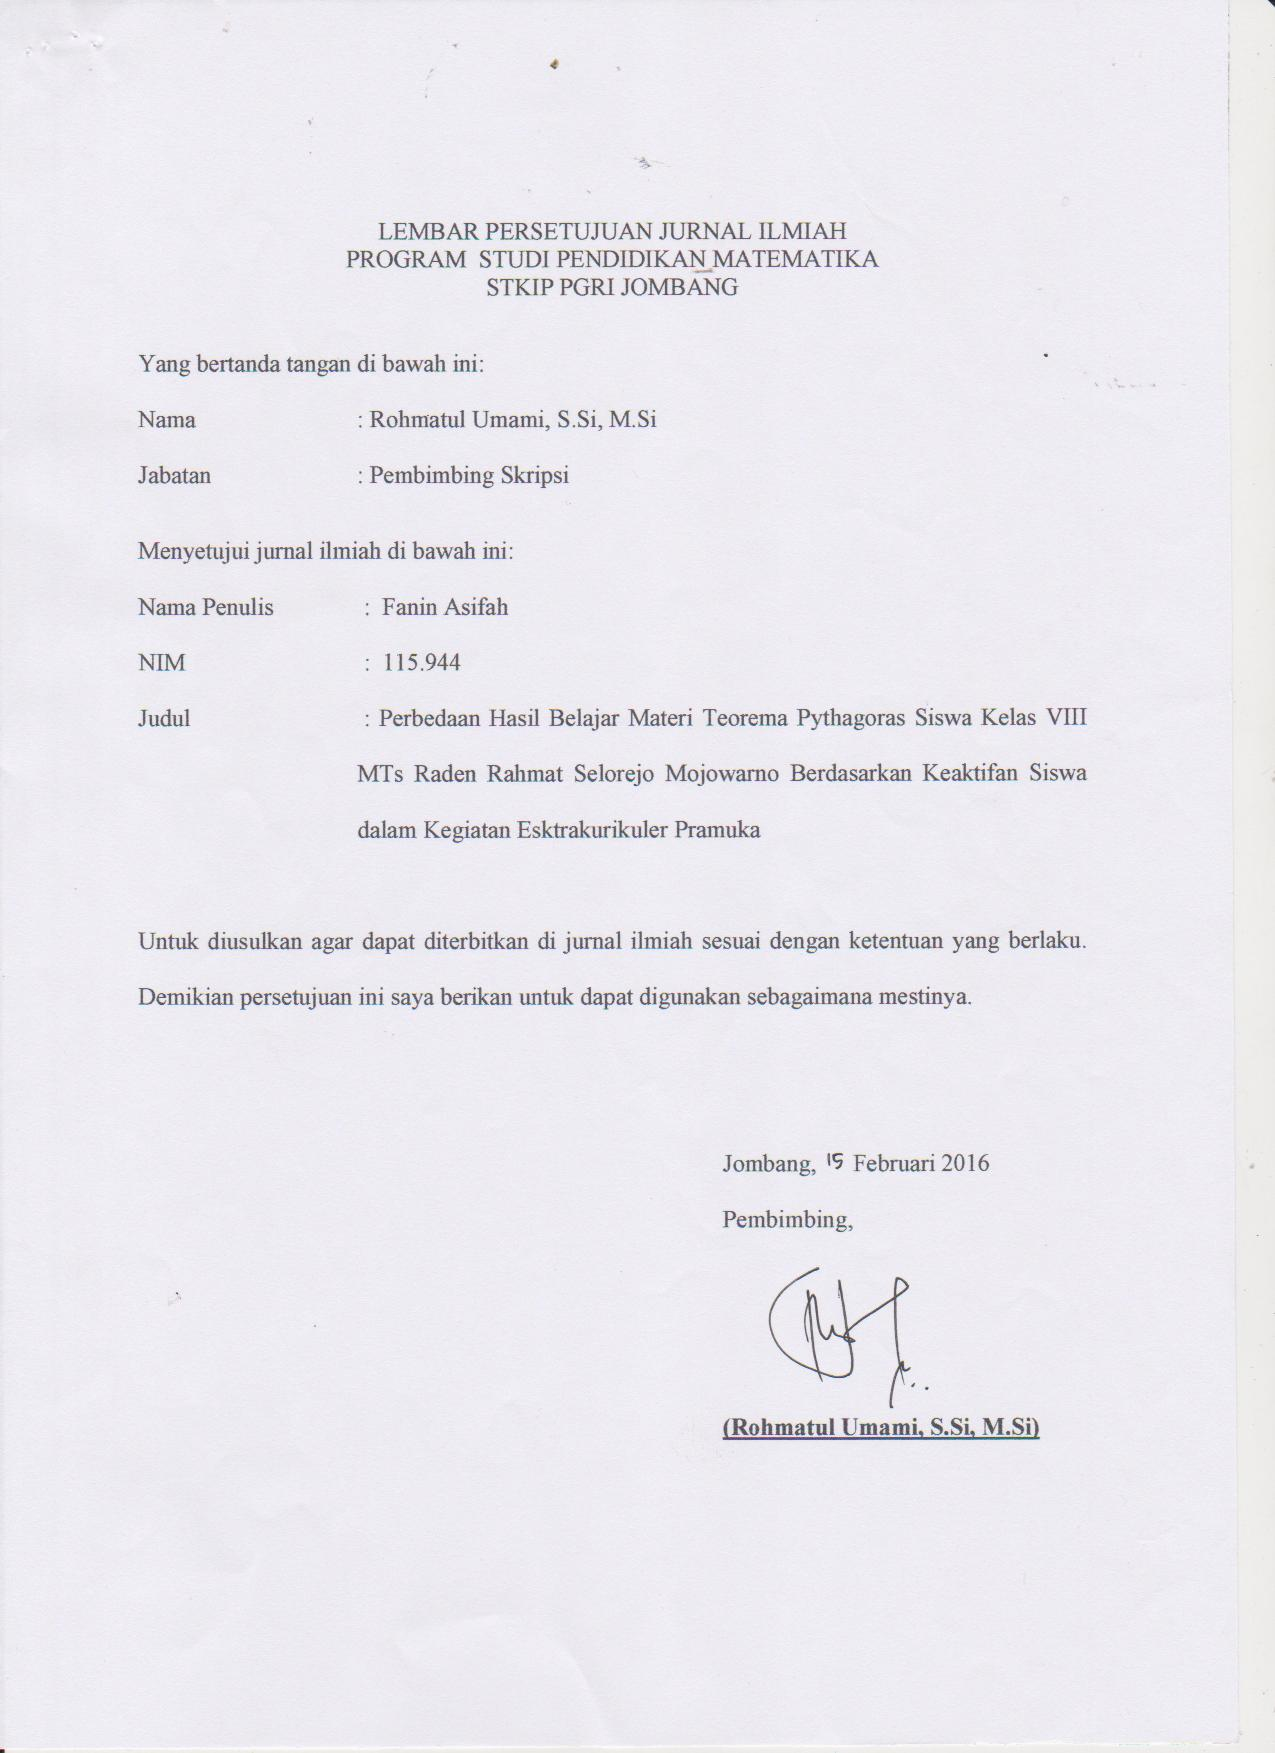 LEMBAR PERSETUJUAN JURNAL ILMIAH
PROGRAM STUDI PENDIDIKAN MATEMATIKA
STKIP PGRI JOMBANG
Yang bertanda tangan di bawah ini:
Nama : Rohmatul Umami, S.Si, M.Si
Jabatan : Pembimbing Skripsi
Menyetujui jurnal ilmiah di bawah ini:
Nama Penulis : Fanin Asifah
NIM : 115.944
Judul : Perbedaan Hasil Belajar Materi Teorema Pythagoras Siswa Kelas VIII
MTs Raden Rahmat Selorejo Mojowarno Berdasarkan Keaktifan Siswa
dalam Kegiatan Esktrakurikuler Pramuka
Untuk diusulkan agar dapat diterbitkan di jurnal ilmiah sesuai dengan ketentuan yang berlaku.
Demikian persetujuan ini saya berikan untuk dapat digunakan sebagaimana mestinya.
Jombang, 15 Februari 2016
Pembimbing,
(Rohmatul Umami, S.Si, M.Si)